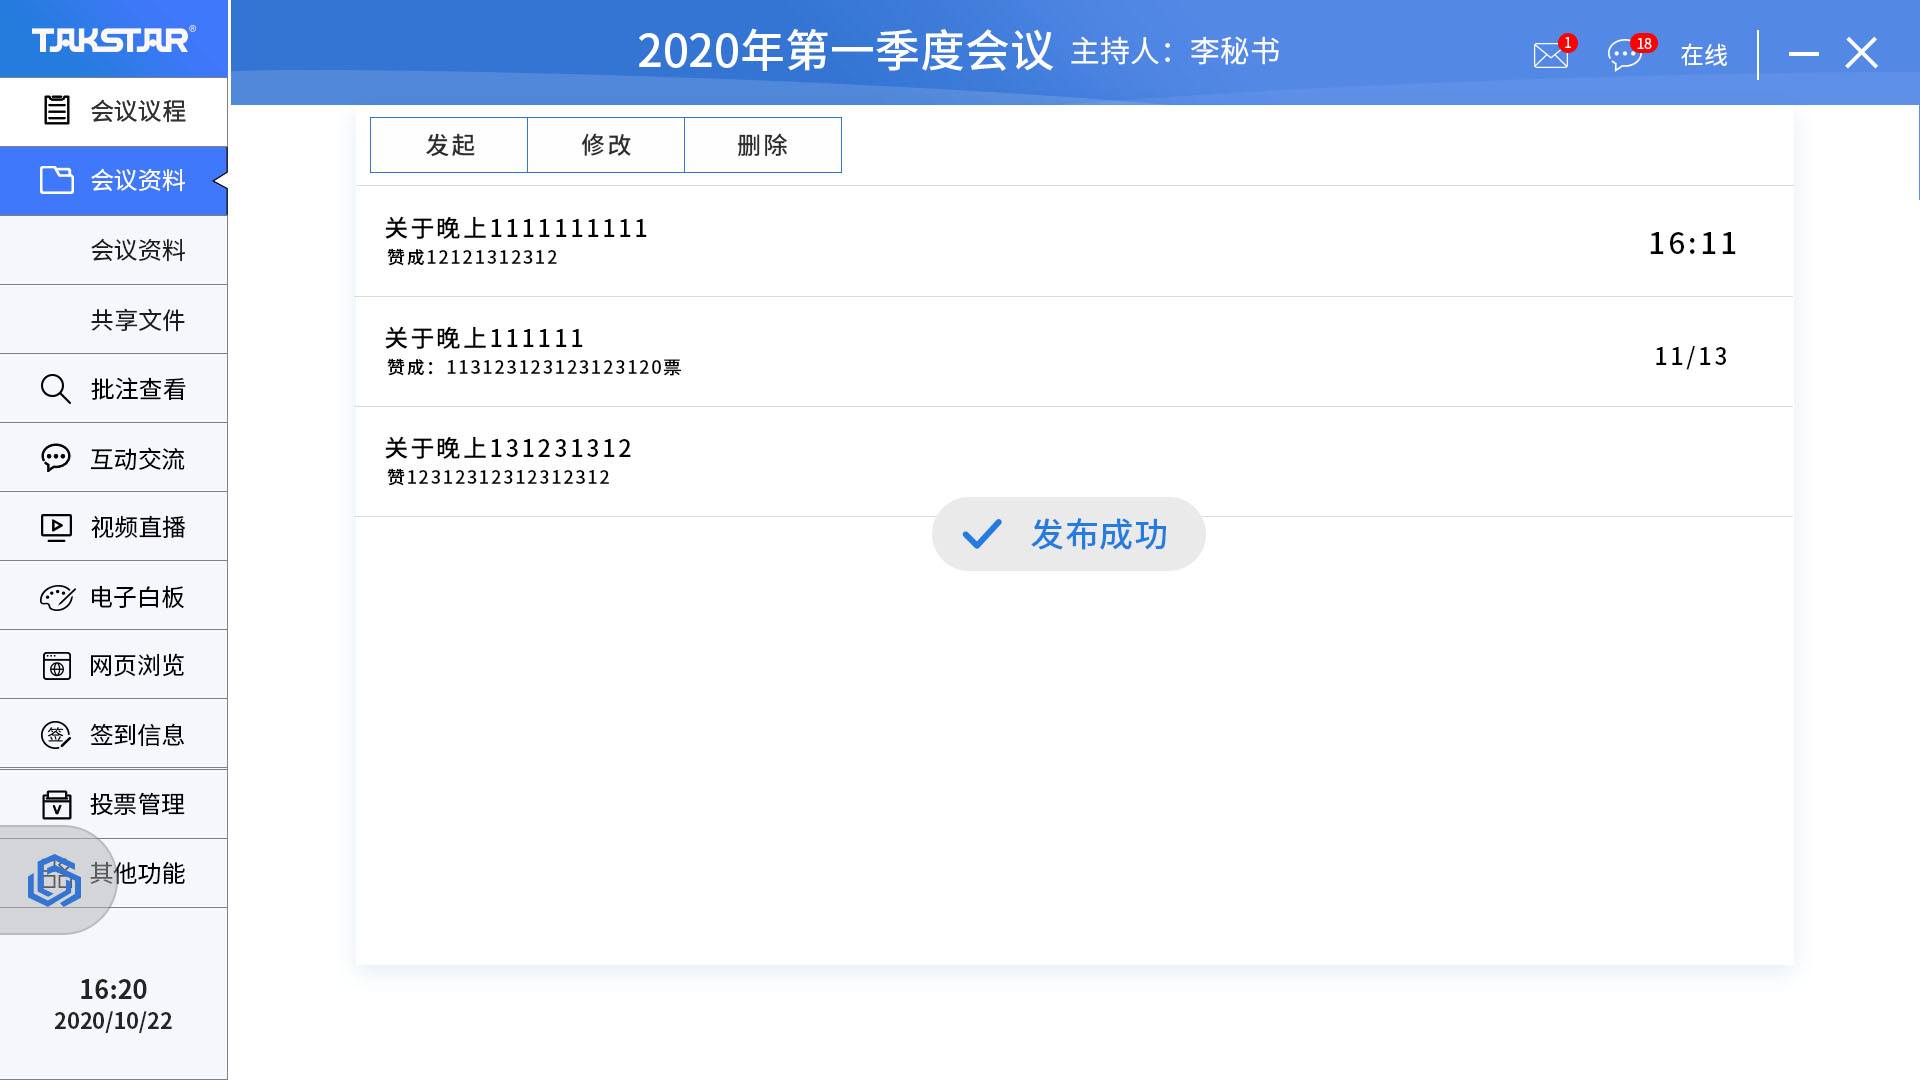 TAKSTAR®
2020年第一季度会议 主持人：李秘书
1
18
在线
会议议程
会议资料
会议资料
共享文件
批注查看
互动交流
视频直播
电子白板
网页浏览
签 签到信息
V 投票管理
其他功能
16:20
2020/10/22
发起 修改 删除
关于晚上1111111111
赞成12121312312
16:11
关于晚上111111
赞成：113123123123123120票
11/13
关于晚上131231312
赞12312312312312312
发布成功